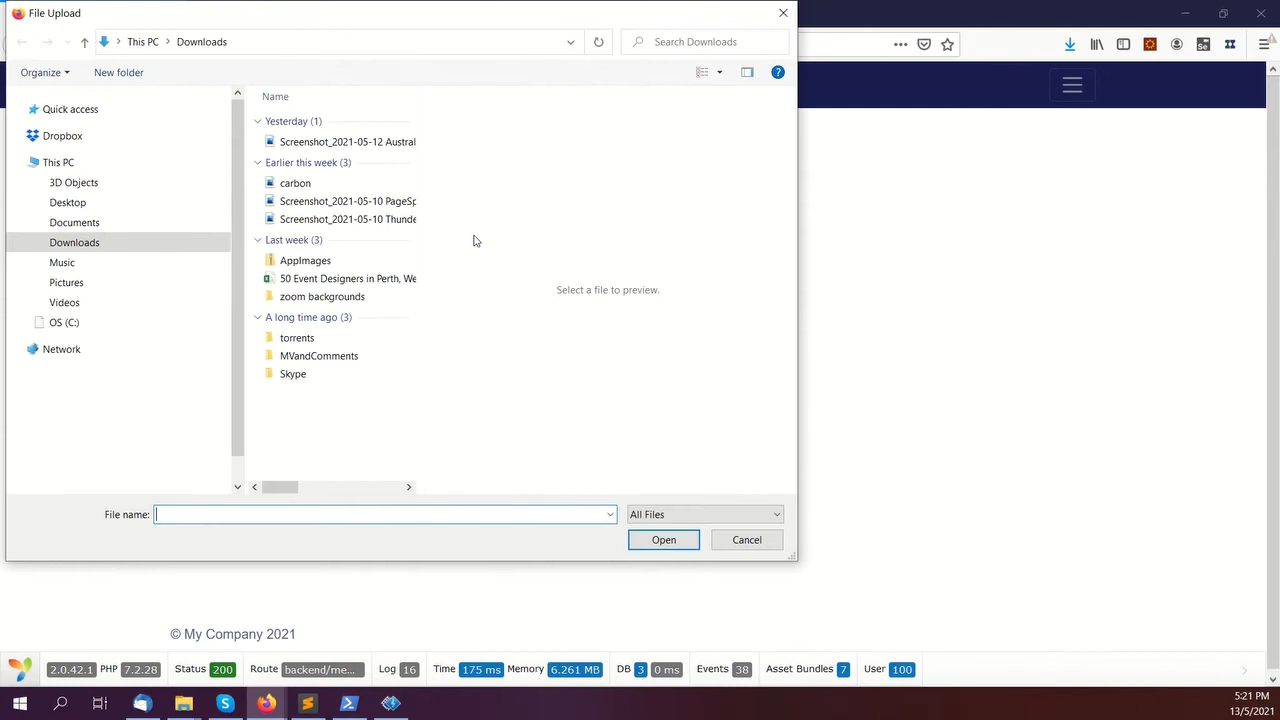 File Upload
This PC
Downloads
Search Downloads
Organize
New folder
Quick access
Dropbox
This PC
3D Objects
Desktop
Documents
Downloads
Music
Pictures
Videos
OS (C:)
Network
Name
Yesterday (1)
Screenshot_2021-05-12 Austral
Earlier this week (3)
carbon
Screenshot_2021-05-10 PageSp
Screenshot_2021-05-10 Thunde
Last week (3)
AppImages
50 Event Designers in Perth, We
zoom backgrounds
A long time ago (3)
torrents
MVandComments
Skype
Select a file to preview.
File name:
All Files
Open
Cancel
© My Company 2021
2.0.42.1 PHP 7.2.28 Status 200 Route backend/me... Log 16 Time 175 ms Memory 6.261 MB DB 3 0 ms Events 38 Asset Bundles 7 User 100
5:21 PM
13/5/2021